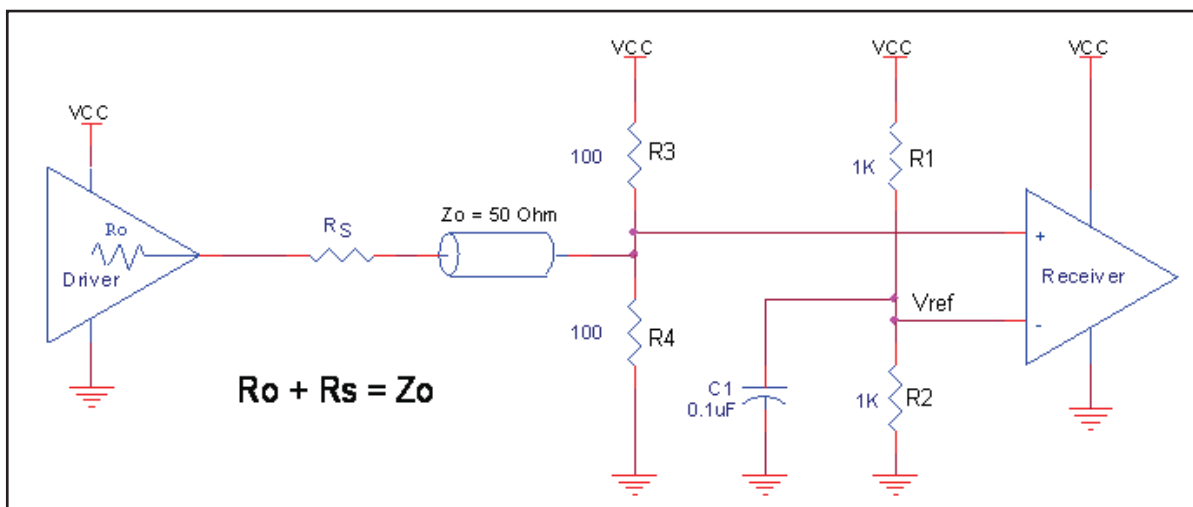 VCC
VCC
VCC
VCC
100
R3
1K
R1
Ro
Driver
RS
Zo = 50 Ohm
+
Receiver
Vref
-
100
R4
Ro + Rs = Zo
C1
0.1uF
1K
R2